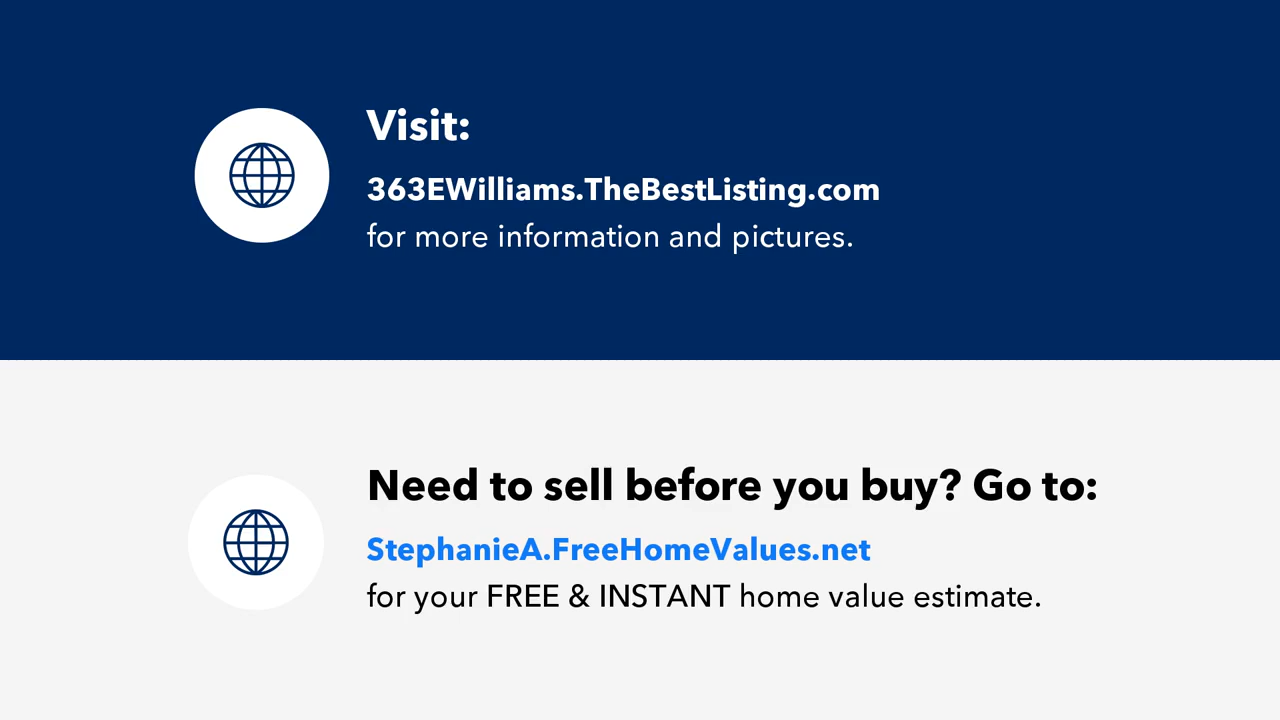 Visit:
363EWilliams.TheBestListing.com
for more information and pictures.
Need to sell before you buy? Go to:
StephanieA.FreeHomeValues.net
for your FREE & INSTANT home value estimate.